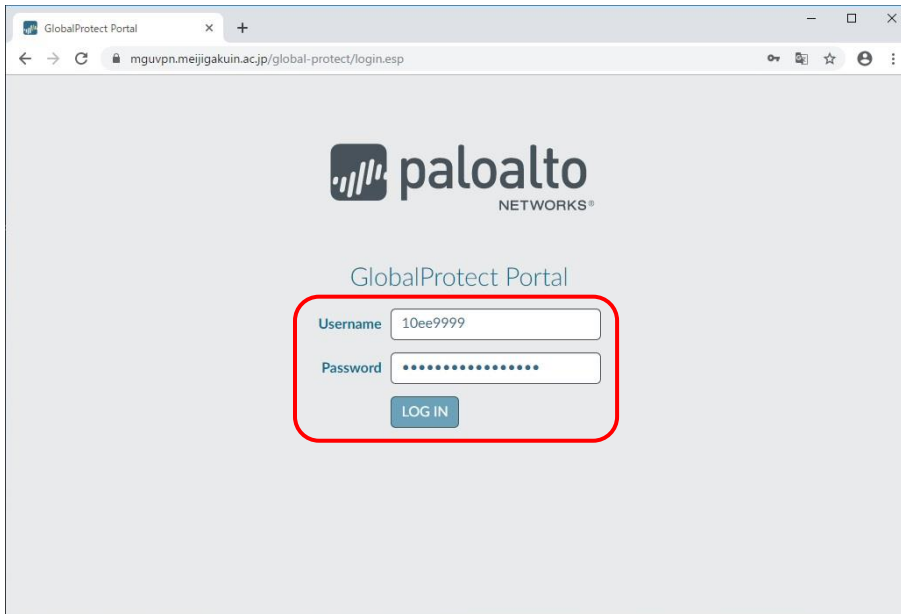 GlobalProtect Portal
mguvpn.meijigakuin.ac.jp/global-protect/login.esp
paloalto
NETWORKS®
GlobalProtect Portal
Username 10ee9999
Password •••••••••••••••••
LOG IN